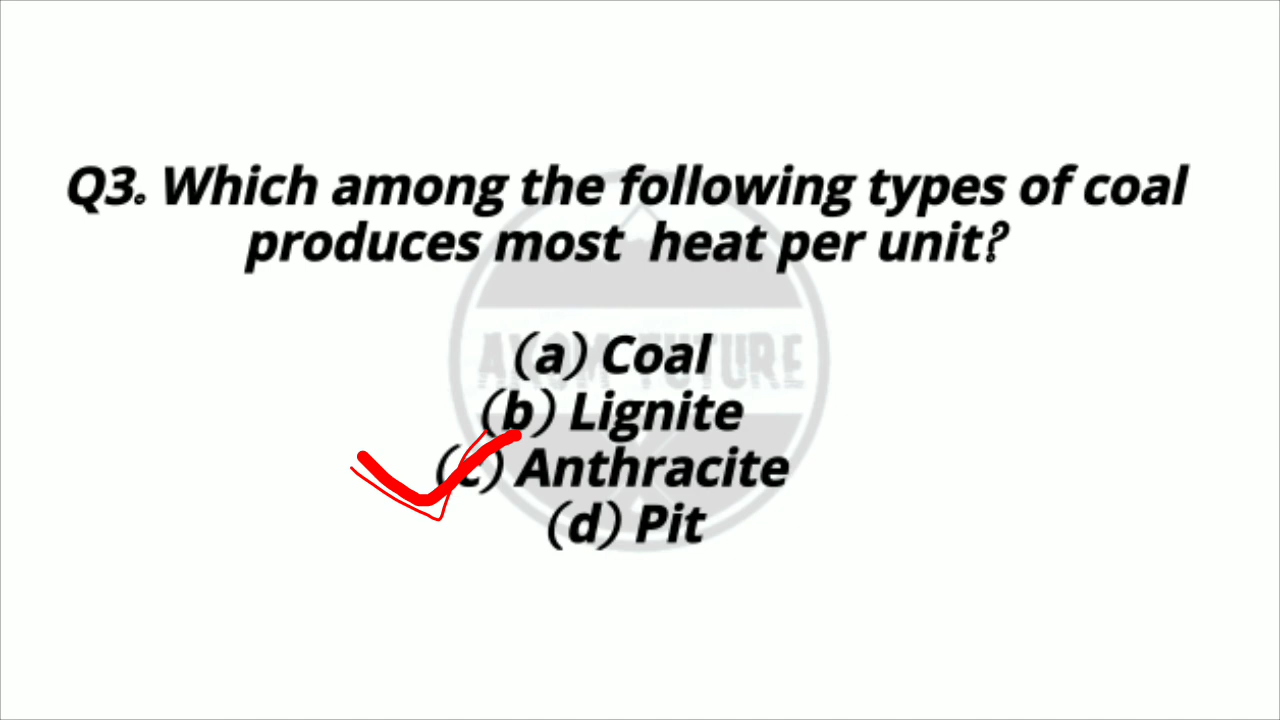 Q3. Which among the following types of coal
produces most heat per unit?
(a) Coal
(b) Lignite
(c) Anthracite
(d) Pit